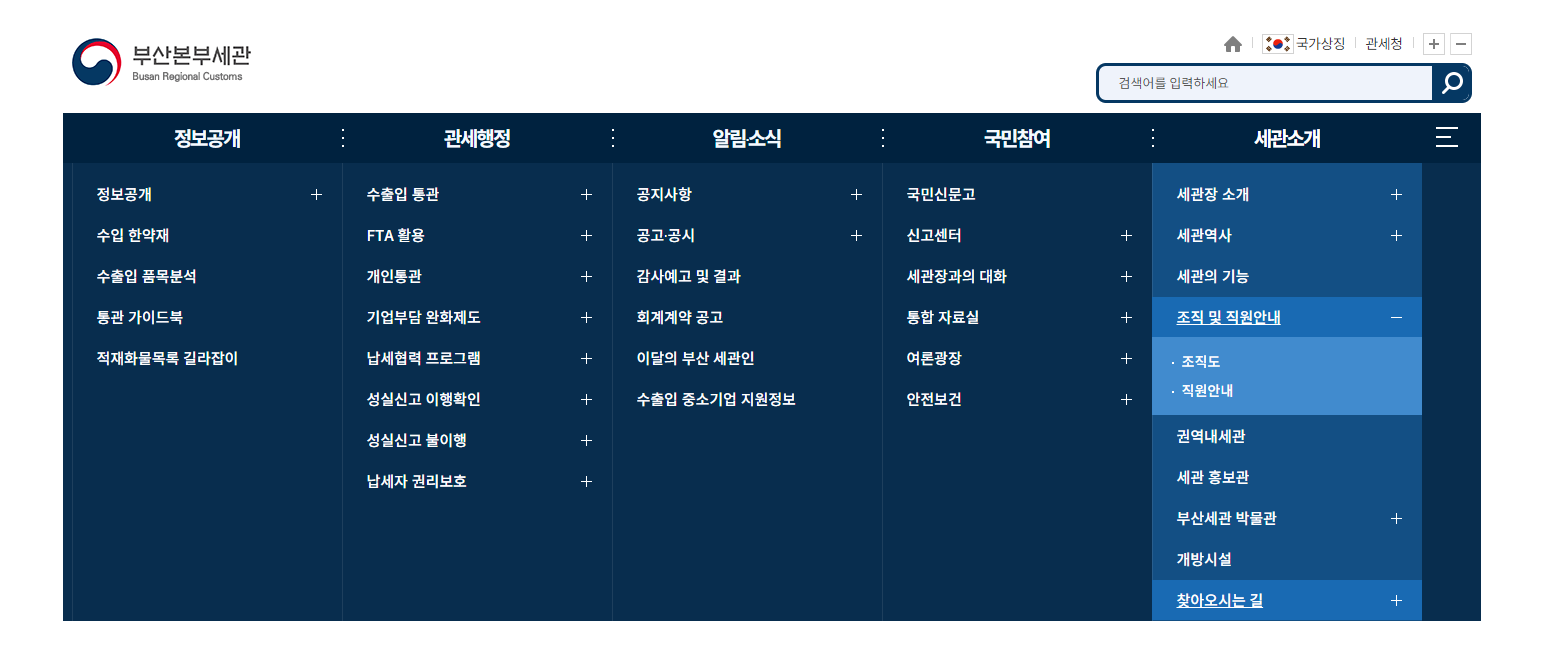 부산본부세관
Busan Regional Customs
국가상징
관세청
검색어를 입력하세요
정보공개
관세행정
알림·소식
국민참여
세관소개
정보공개
수입 한약재
수출입 품목분석
통관 가이드북
적재화물목록 길라잡이
수출입 통관
FTA 활용
개인통관
기업부담 완화제도
납세협력 프로그램
성실신고 이행확인
성실신고 불이행
납세자 권리보호
공지사항
공고·공시
감사예고 및 결과
회계계약 공고
이달의 부산 세관인
수출입 중소기업 지원정보
국민신문고
신고센터
세관장과의 대화
통합 자료실
여론광장
안전보건
세관장 소개
세관역사
세관의 기능
조직 및 직원안내
· 조직도
· 직원안내
권역내세관
세관 홍보관
부산세관 박물관
개방시설
찾아오시는 길